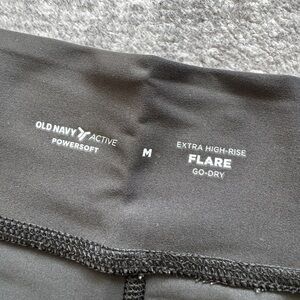 OLD NAVY ACTIVE
POWERSOFT
M
EXTRA HIGH-RISE
FLARE
GO-DRY